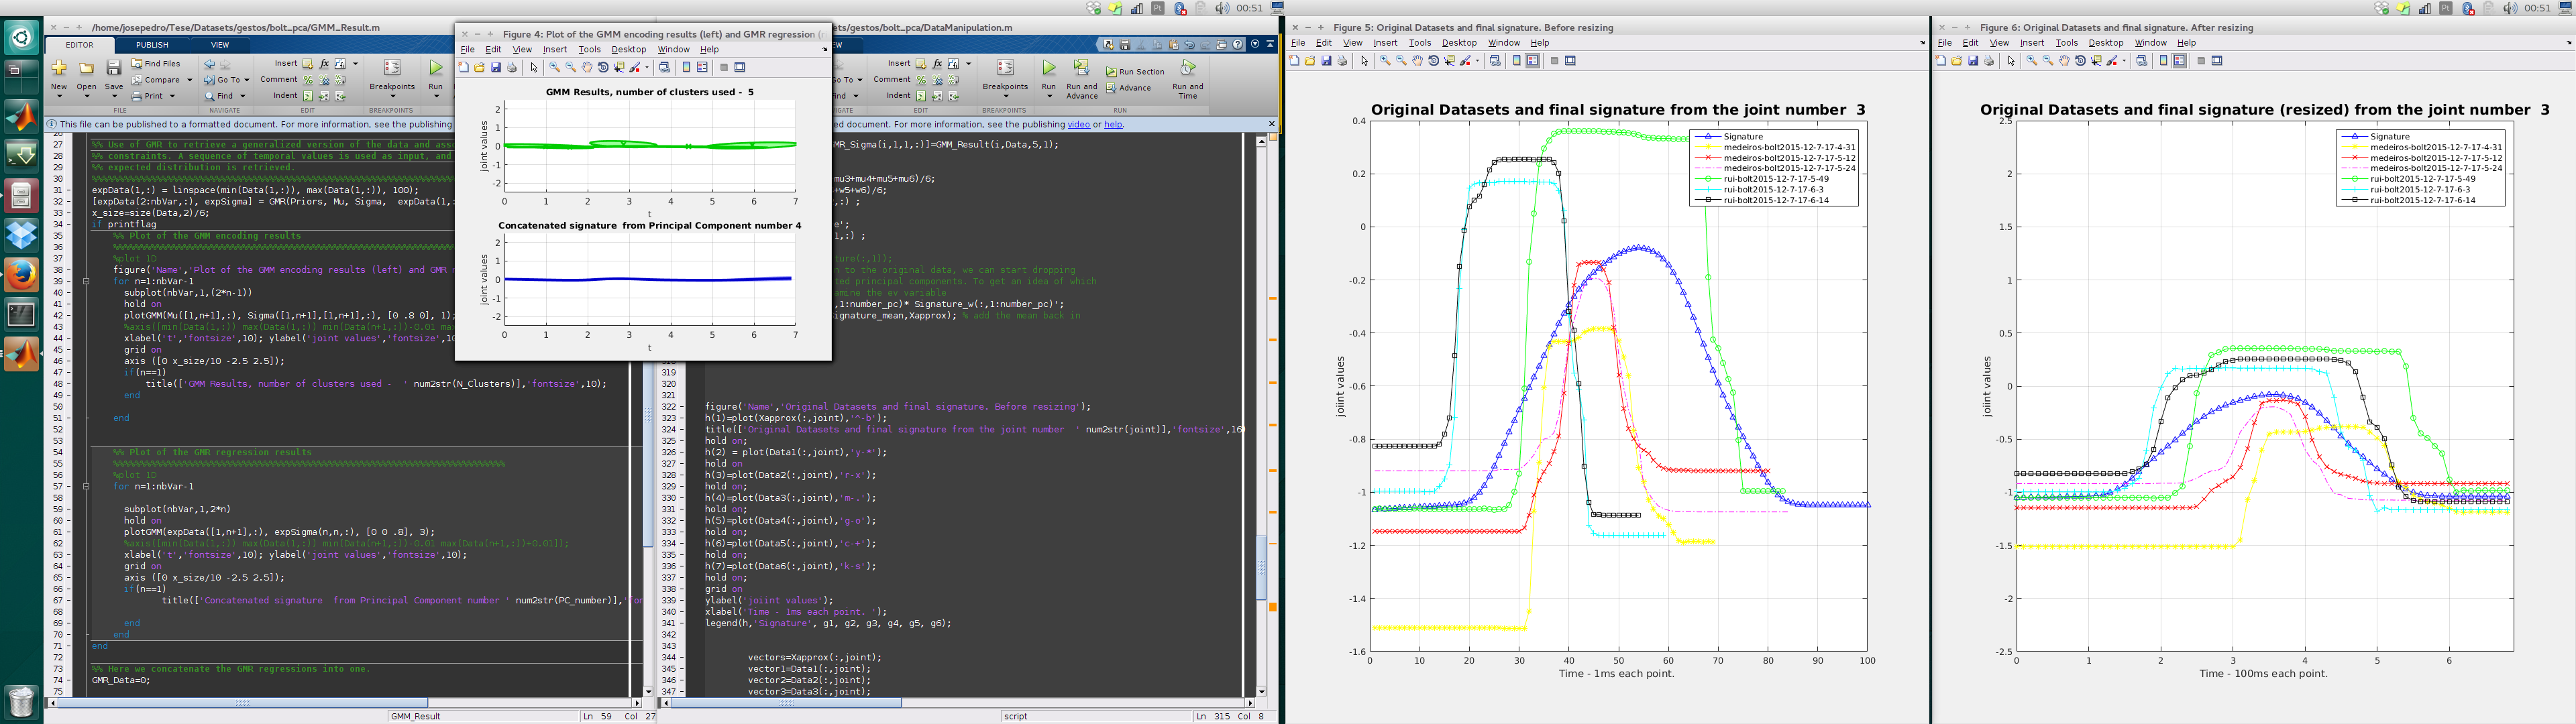 00:51
00:51
/home/josepedro/Tese/Datasets/gestos/bolt_pca/GMM_Result.m
EDITOR PUBLISH VIEW
New Open Save
Find Files
Compare
Print
Go To
Find
Insert
Comment
Indent
Breakpoints
Run
FILE NAVIGATE EDIT BREAKPOINTS
This file can be published to a formatted document. For more information, see the publishing
27 %% Use of GMR to retrieve a generalized version of the data and
28 %% constraints. A sequence of temporal values is used as input, and
29 %% expected distribution is retrieved.
31 expData(1,:) = linspace(min(Data(1,:)), max(Data(1,:)), 100);
32 [expData(2:nbVar,:), expSigma] = GMR(Priors, Mu, Sigma, expData(1,:
33 x_size=size(Data,2)/6;
34 if printflag
35 %% Plot of the GMM encoding results
37 %plot 1D
38 figure('Name','Plot of the GMM encoding results (left) and GMR
39 for n=1:nbVar-1
40 subplot(nbVar,1,(2*n-1))
41 hold on
42 plotGMM(Mu([1,n+1],:), Sigma([1,n+1],[1,n+1],:), [0 .8 0], 1);
43 %axis([min(Data(1,:)) max(Data(1,:)) min(Data(n+1,:))-0.01
44 xlabel('t','fontsize',10); ylabel('joint values','fontsize',10
45 grid on
46 axis ([0 x_size/10 -2.5 2.5]);
47 if(n==1)
48 title(['GMM Results, number of clusters used - ' num2str(N_Clusters)],'fontsize',10);
49 end
50
51 end
52
53
54 %% Plot of the GMR regression results
56 %plot 1D
57 for n=1:nbVar-1
58
59 subplot(nbVar,1,2*n)
60 hold on
61 plotGMM(expData([1,n+1],:), expSigma(n,n,:), [0 0 .8], 3);
62 %axis([min(Data(1,:)) max(Data(1,:)) min(Data(n+1,:))-0.01 max(Data(n+1,:))+0.01]);
63 xlabel('t','fontsize',10); ylabel('joint values','fontsize',10);
64 grid on
65 axis ([0 x_size/10 -2.5 2.5]);
66 if(n==1)
67 title(['Concatenated signature from Principal Component number ' num2str(PC_number)],'fon
68
69 end
70 end
71 end
72
73 %% Here we concatenate the GMR regressions into one.
74 GMR_Data=0;
75
GMM_Result Ln 59 Col 27
Figure 4: Plot of the GMM encoding results (left) and GMR regression (
File Edit View Insert Tools Desktop Window Help
GMM Results, number of clusters used - 5
joint values
2
1
0
-1
-2
0 1 2 3 4 5 6 7
t
Concatenated signature from Principal Component number 4
joint values
2
1
0
-1
-2
0 1 2 3 4 5 6 7
t
ets/gestos/bolt_pca/DataManipulation.m
Go To
Find
Insert
Comment
Indent
Breakpoints
Run
Run and Advance
Run Section
Advance
Run and Time
EDIT BREAKPOINTS RUN
ed document. For more information, see the publishing video or help.
MR_Sigma(i,1,1,:)]=GMM_Result(i,Data,5,1);
mu3+mu4+mu5+mu6)/6;
+w5+w6)/6;
,:) ;
e';
1,:) ;
ture(:,1));
n to the original data, we can start dropping
ted principal components. To get an idea of which
amine the ev variable
,1:number_pc)* Signature_w(:,1:number_pc)';
ignature_mean,Xapprox); % add the mean back in
318
319
320
321
322 figure('Name','Original Datasets and final signature. Before resizing');
323 h(1)=plot(Xapprox(:,joint),'^-b');
324 title(['Original Datasets and final signature from the joint number ' num2str(joint)],'fontsize',16
325 hold on;
326 h(2) = plot(Data1(:,joint),'y-*');
327 hold on
328 h(3)=plot(Data2(:,joint),'r-x');
329 hold on;
330 h(4)=plot(Data3(:,joint),'m-.');
331 hold on;
332 h(5)=plot(Data4(:,joint),'g-o');
333 hold on;
334 h(6)=plot(Data5(:,joint),'c-+');
335 hold on;
336 h(7)=plot(Data6(:,joint),'k-s');
337 hold on;
338 grid on
339 ylabel('joiint values');
340 xlabel('Time - 1ms each point. ');
341 legend(h,'Signature', g1, g2, g3, g4, g5, g6);
342
343
344 vectors=Xapprox(:,joint);
345 vector1=Data1(:,joint);
346 vector2=Data2(:,joint);
347 vector3=Data3(:,joint);
script Ln 315 Col 8
Figure 5: Original Datasets and final signature. Before resizing
File Edit View Insert Tools Desktop Window Help
Original Datasets and final signature from the joint number 3
Signature
medeiros-bolt2015-12-7-17-4-31
medeiros-bolt2015-12-7-17-5-12
medeiros-bolt2015-12-7-17-5-24
rui-bolt2015-12-7-17-5-49
rui-bolt2015-12-7-17-6-3
rui-bolt2015-12-7-17-6-14
joiint values
0.4
0.2
0
-0.2
-0.4
-0.6
-0.8
-1
-1.2
-1.4
-1.6
0 10 20 30 40 50 60 70 80 90 100
Time - 1ms each point.
Figure 6: Original Datasets and final signature. After resizing
File Edit View Insert Tools Desktop Window Help
Original Datasets and final signature (resized) from the joint number 3
Signature
medeiros-bolt2015-12-7-17-4-31
medeiros-bolt2015-12-7-17-5-12
medeiros-bolt2015-12-7-17-5-24
rui-bolt2015-12-7-17-5-49
rui-bolt2015-12-7-17-6-3
rui-bolt2015-12-7-17-6-14
joint values
2.5
2
1.5
1
0.5
0
-0.5
-1
-1.5
-2
-2.5
0 1 2 3 4 5 6
Time - 100ms each point.